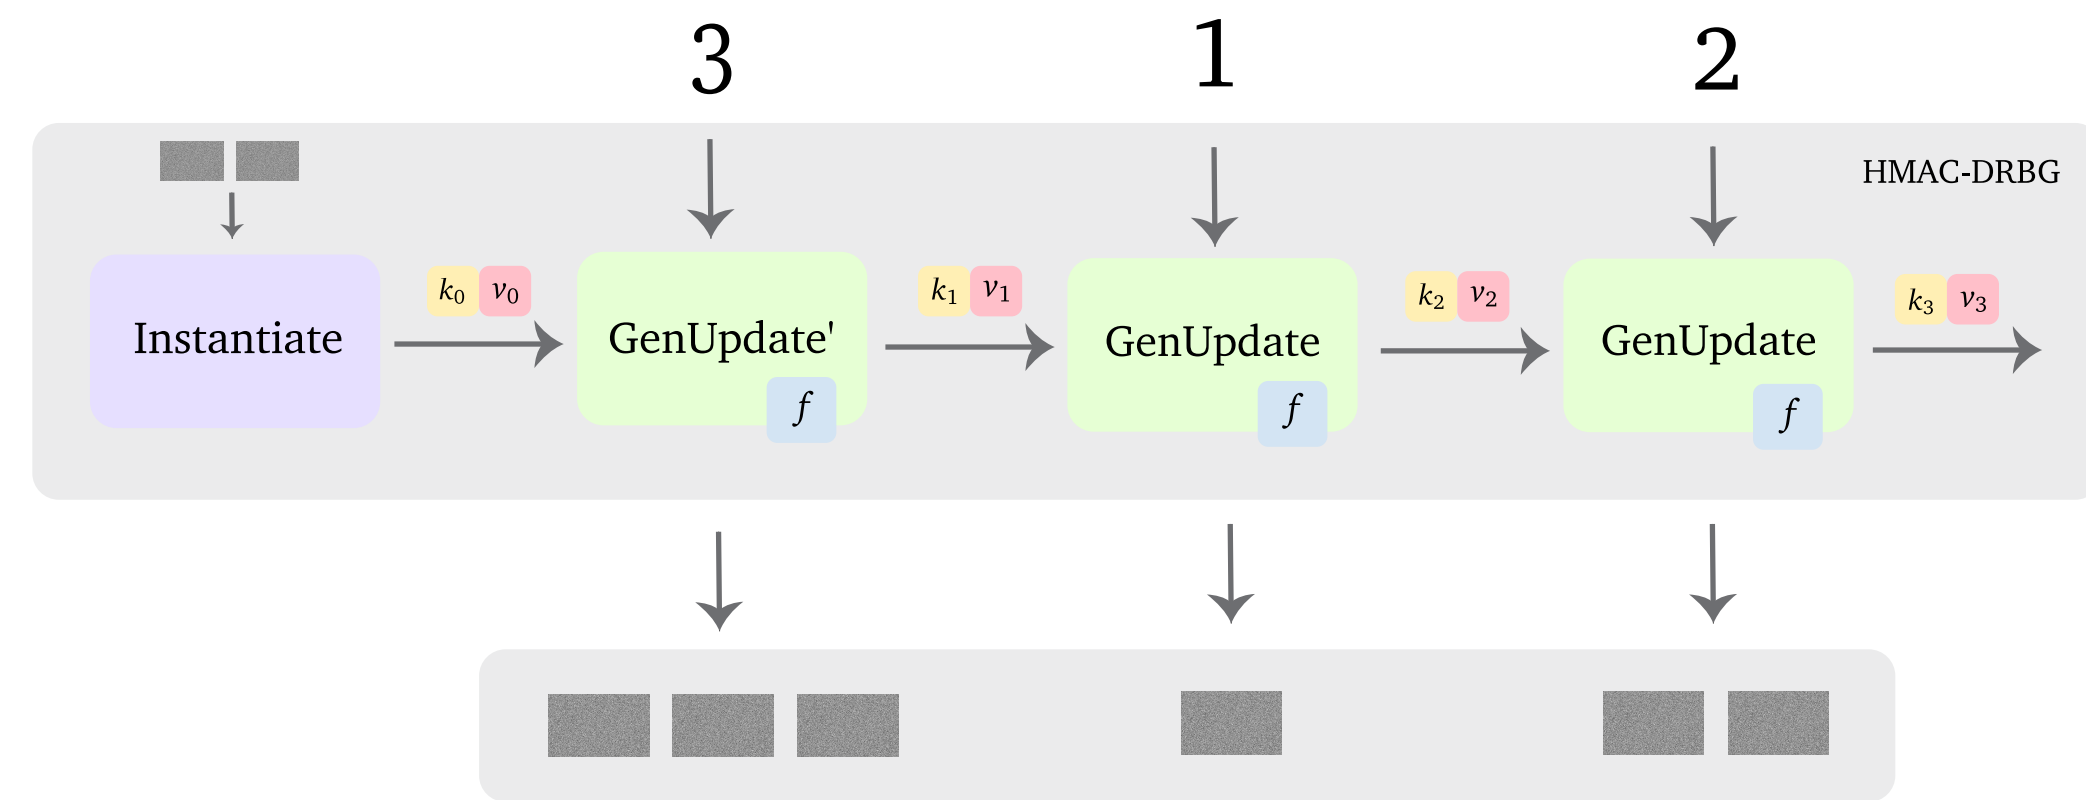 3 1 2
HMAC-DRBG
Instantiate
k₀ v₀
GenUpdate'
f
k₁ v₁
GenUpdate
f
k₂ v₂
GenUpdate
f
k₃ v₃